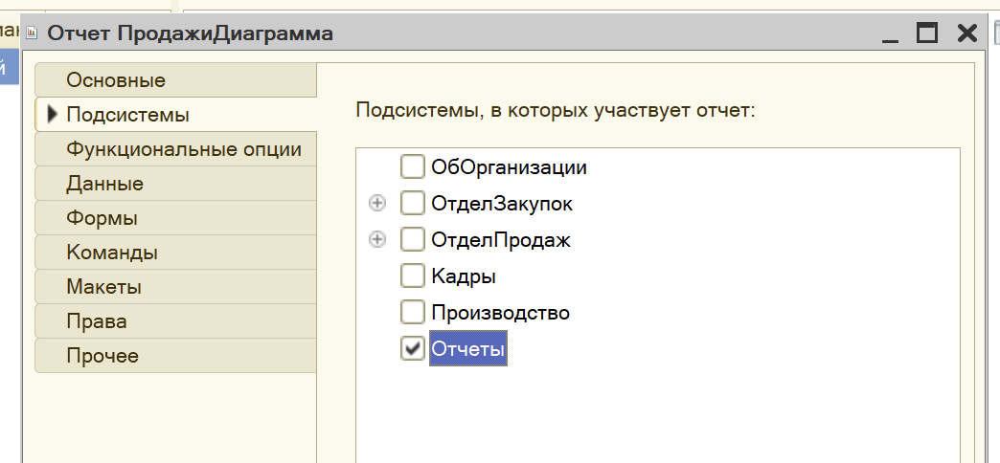 Отчет ПродажиДиаграмма
Основные
Подсистемы
Функциональные опции
Данные
Формы
Команды
Макеты
Права
Прочее
Подсистемы, в которых участвует отчет:
ОбОрганизации
ОтделЗакупок
ОтделПродаж
Кадры
Производство
Отчеты